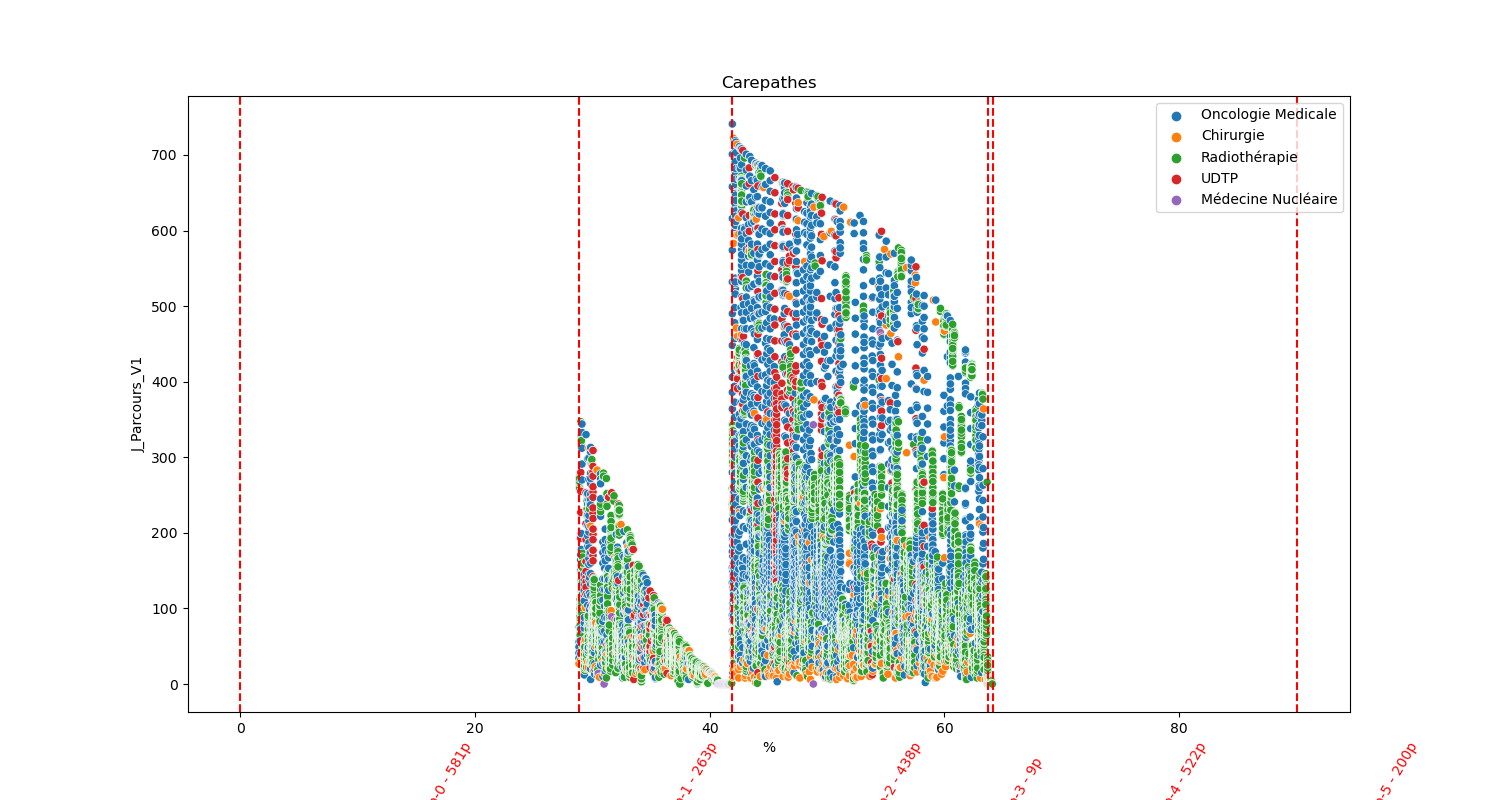 Carepathes
Oncologie Medicale
Chirurgie
Radiothérapie
UDTP
Médecine Nucléaire
J_Parcours_V1
700
600
500
400
300
200
100
0
0 20 40 60 80
%
-0 - 581p
-1 - 263p
-2 - 438p
-3 - 9p
-4 - 522p
-5 - 200p